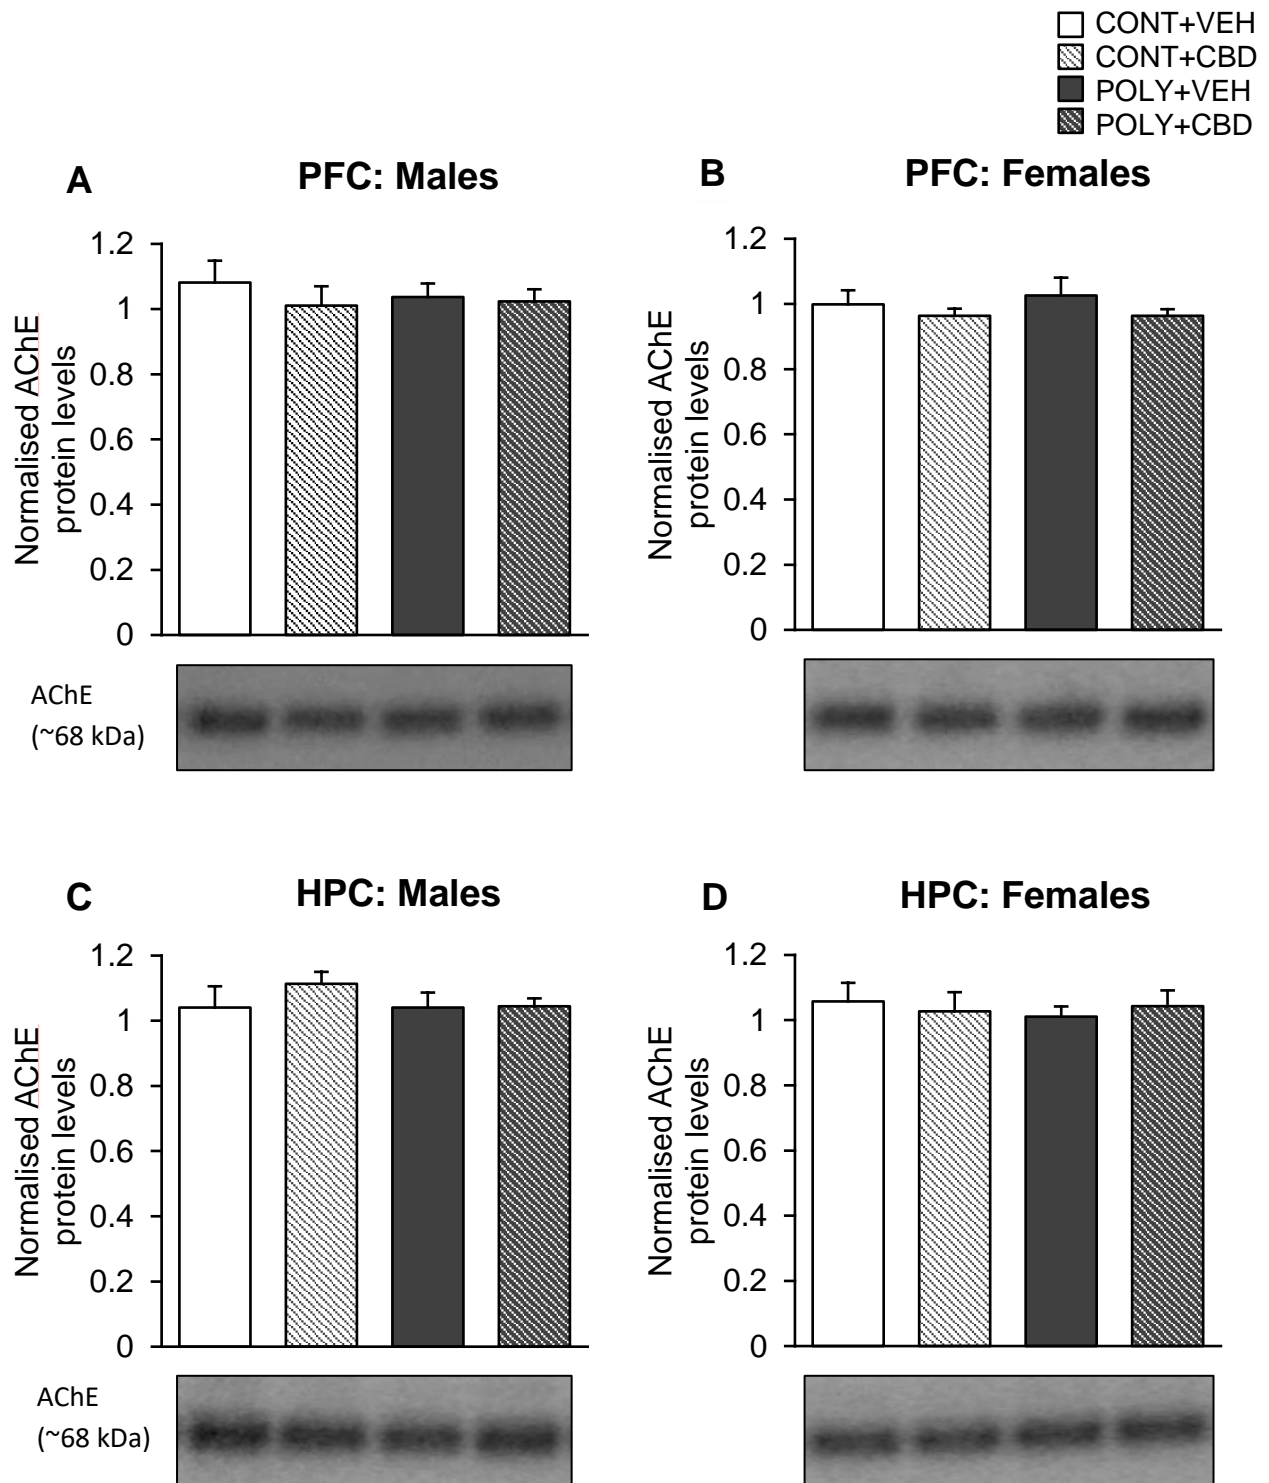 CONT+VEH
CONT+CBD
POLY+VEH
POLY+CBD
A
PFC: Males
1.2
1
0.8
0.6
0.4
0.2
0
Normalised AChE
protein levels
AChE
(~68 kDa)
B
PFC: Females
1.2
1
0.8
0.6
0.4
0.2
0
Normalised AChE
protein levels
C
HPC: Males
1.2
1
0.8
0.6
0.4
0.2
0
Normalised AChE
protein levels
AChE
(~68 kDa)
D
HPC: Females
1.2
1
0.8
0.6
0.4
0.2
0
Normalised AChE
protein levels